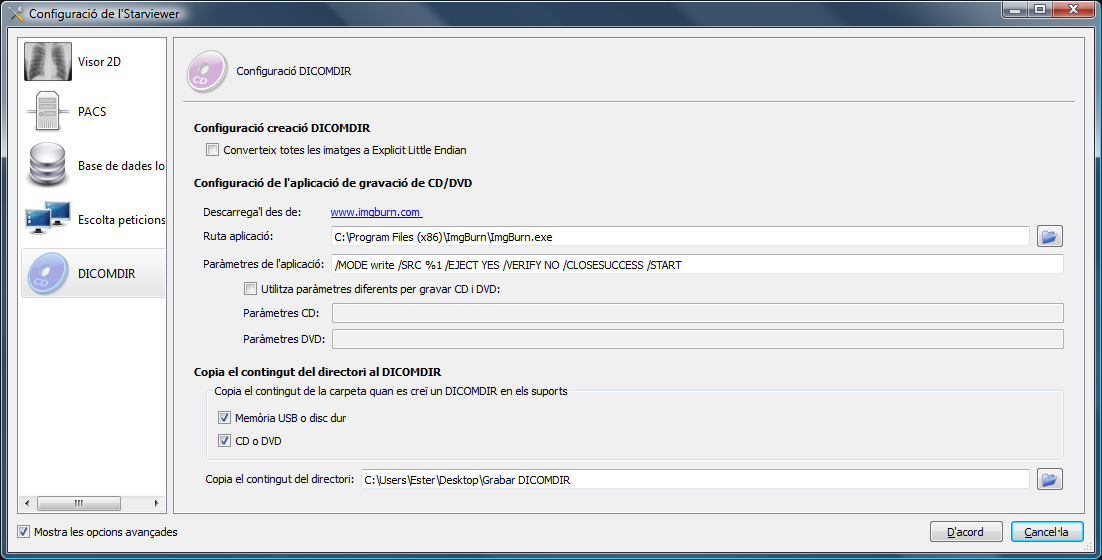 Configuració de l'Starviewer
Visor 2D
PACS
Base de dades lo
Escolta peticions
CD
DICOMDIR
Mostra les opcions avançades
CD
Configuració DICOMDIR
Configuració creació DICOMDIR
Converteix totes les imatges a Explicit Little Endian
Configuració de l'aplicació de gravació de CD/DVD
Descarrega'l des de: www.imgburn.com
Ruta aplicació: C:\Program Files (x86)\ImgBurn\ImgBurn.exe
Paràmetres de l'aplicació: /MODE write /SRC %1 /EJECT YES /VERIFY NO /CLOSESUCCESS /START
Utilitza paràmetres diferents per gravar CD i DVD:
Paràmetres CD:
Paràmetres DVD:
Copia el contingut del directori al DICOMDIR
Copia el contingut de la carpeta quan es creï un DICOMDIR en els suports
Memòria USB o disc dur
CD o DVD
Copia el contingut del directori: C:\Users\Ester\Desktop\Grabar DICOMDIR
D'acord
Cancel·la